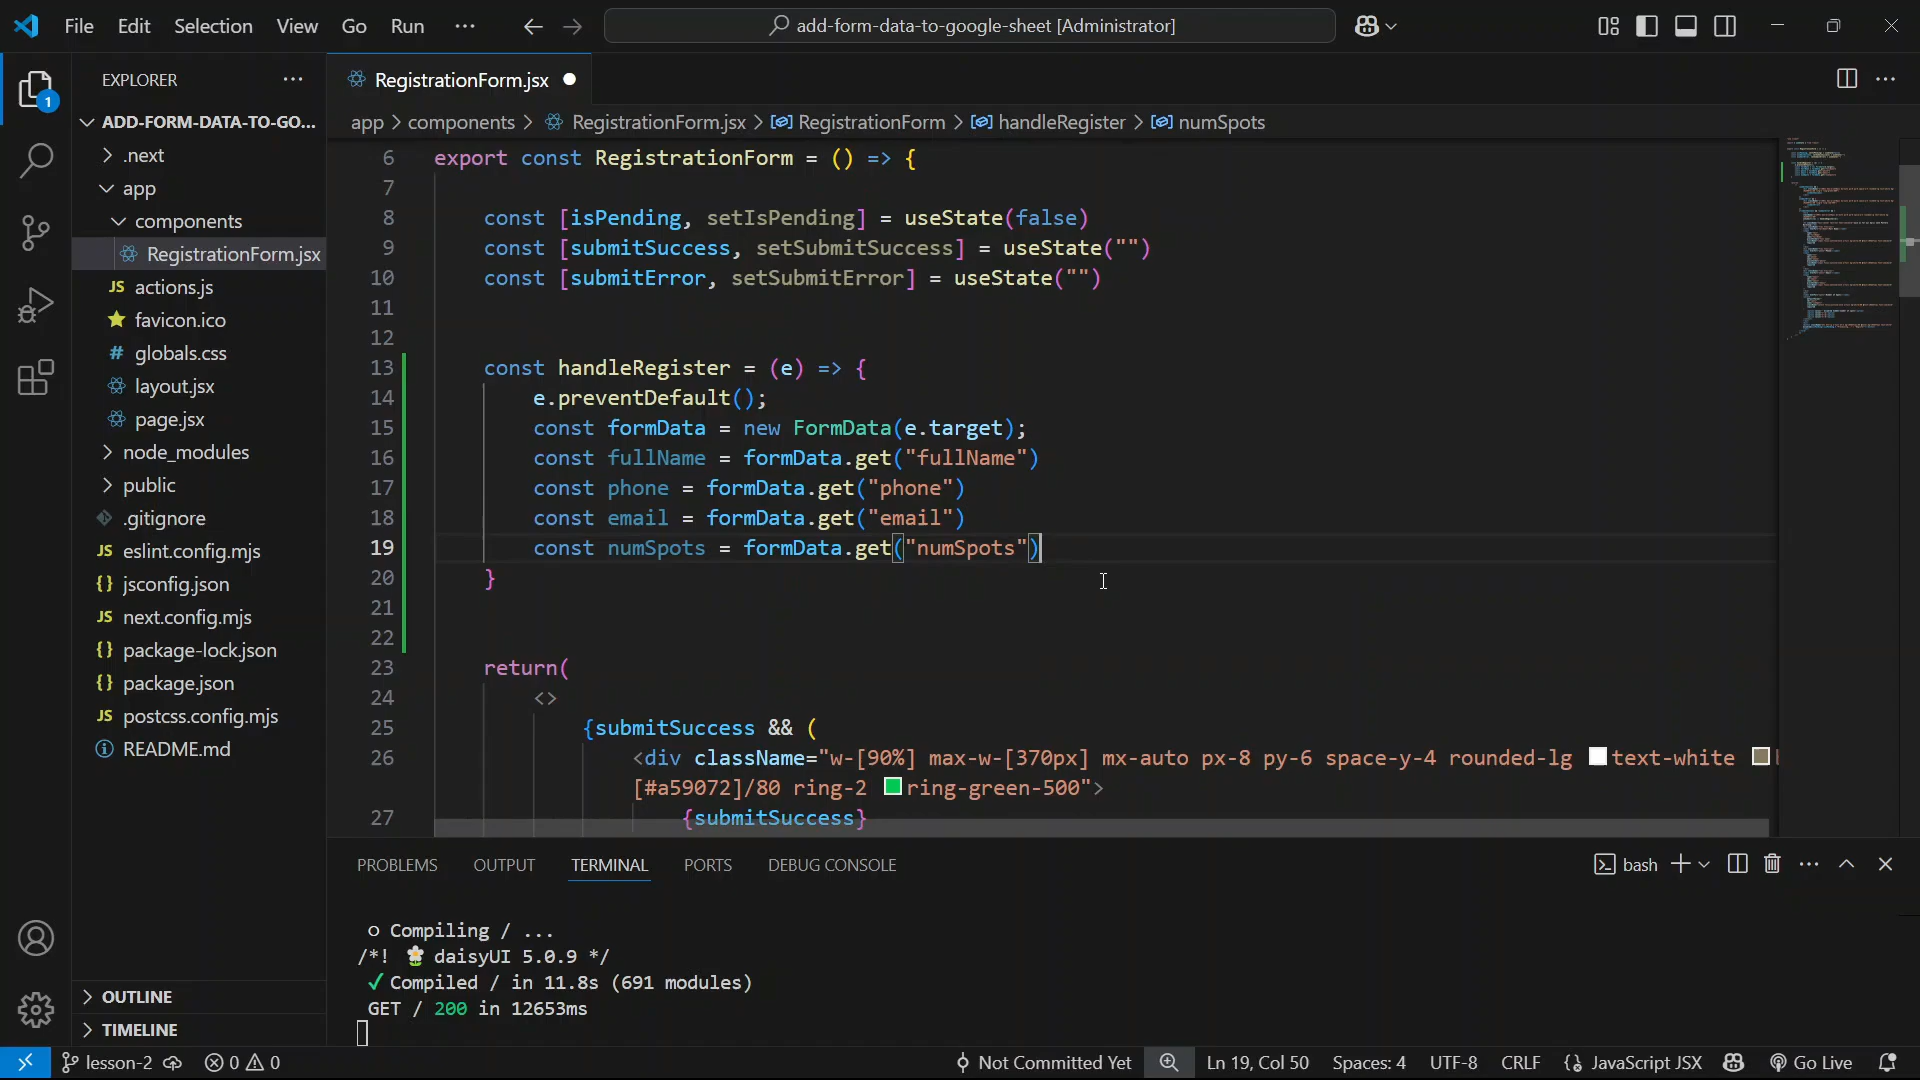 File Edit Selection View Go Run ... add-form-data-to-google-sheet [Administrator]
EXPLORER
RegistrationForm.jsx
ADD-FORM-DATA-TO-GO...
app > components > RegistrationForm.jsx > RegistrationForm > handleRegister > numSpots
.next
app
components
RegistrationForm.jsx
JS actions.js
favicon.ico
# globals.css
layout.jsx
page.jsx
node_modules
public
.gitignore
JS eslint.config.mjs
{} jsconfig.json
JS next.config.mjs
{} package-lock.json
{} package.json
JS postcss.config.mjs
README.md
OUTLINE
TIMELINE
1
6 export const RegistrationForm = () => {
7
8 const [isPending, setIsPending] = useState(false)
9 const [submitSuccess, setSubmitSuccess] = useState("")
10 const [submitError, setSubmitError] = useState("")
11
12
13 const handleRegister = (e) => {
14 e.preventDefault();
15 const formData = new FormData(e.target);
16 const fullName = formData.get("fullName")
17 const phone = formData.get("phone")
18 const email = formData.get("email")
19 const numSpots = formData.get("numSpots")
20 }
21
22
23 return(
24 <>
25 {submitSuccess && (
26 <div className="w-[90%] max-w-[370px] mx-auto px-8 py-6 space-y-4 rounded-lg text-white
[#a59072]/80 ring-2 ring-green-500">
27 {submitSuccess}
PROBLEMS OUTPUT TERMINAL PORTS DEBUG CONSOLE bash
○ Compiling / ...
/*! 🌼 daisyUI 5.0.9 */
✓ Compiled / in 11.8s (691 modules)
GET / 200 in 12653ms
lesson-2 0 0 Not Committed Yet Ln 19, Col 50 Spaces: 4 UTF-8 CRLF {} JavaScript JSX Go Live